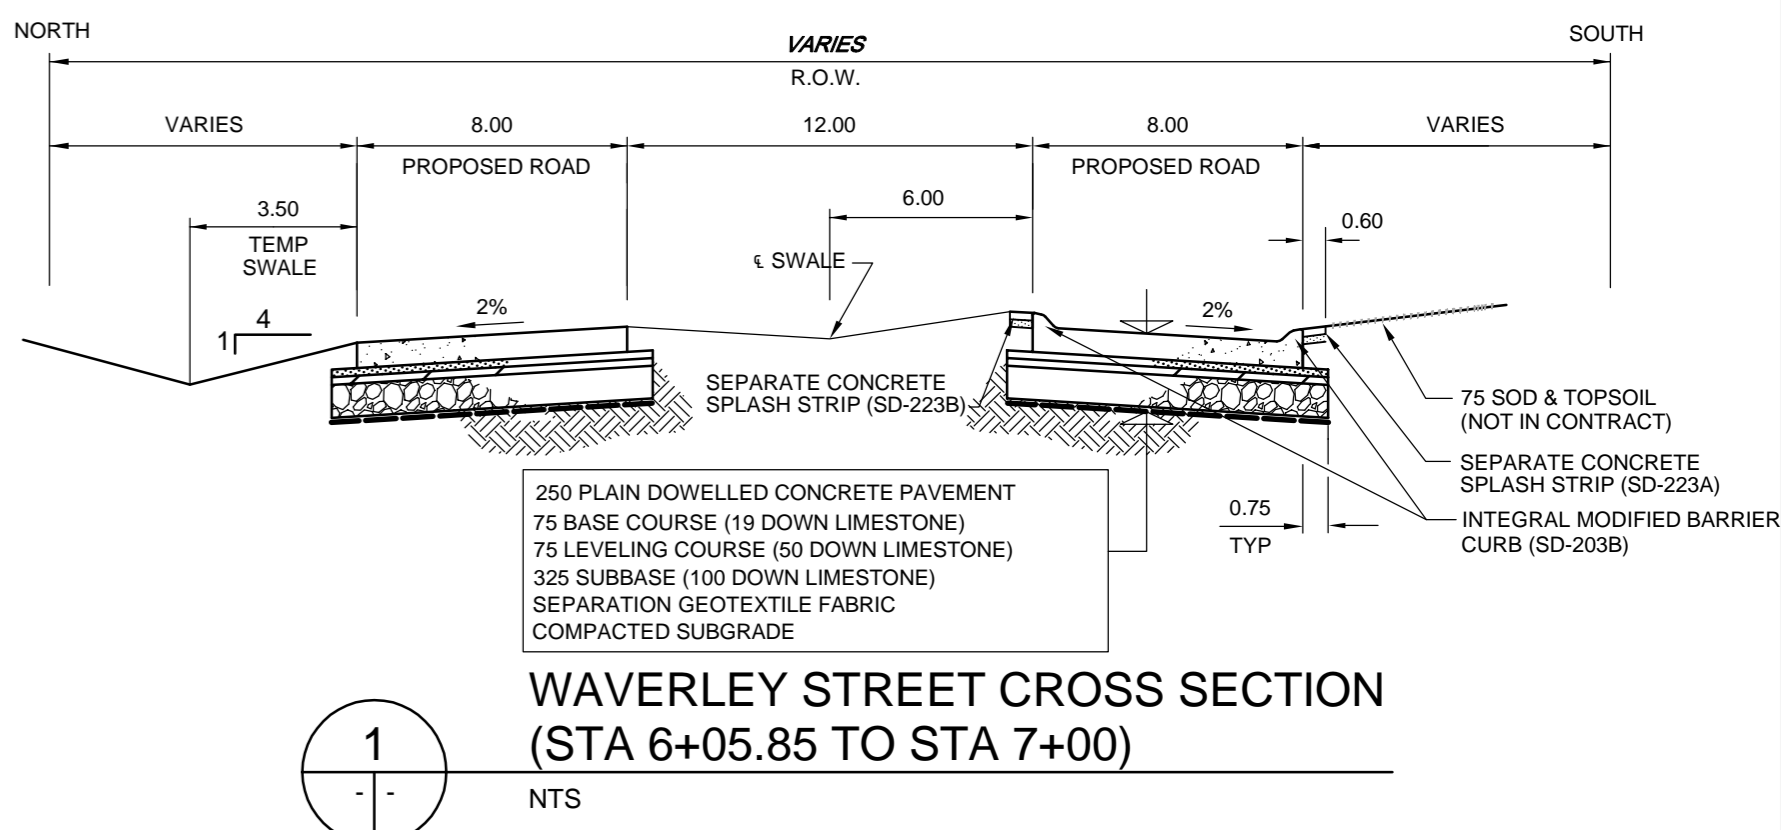 NORTH
VARIES
SOUTH
R.O.W.
VARIES
8.00
12.00
8.00
VARIES
PROPOSED ROAD
PROPOSED ROAD
3.50
6.00
0.60
TEMP
SWALE
℄ SWALE
1
4
2%
2%
SEPARATE CONCRETE
SPLASH STRIP (SD-223B)
75 SOD & TOPSOIL
(NOT IN CONTRACT)
SEPARATE CONCRETE
SPLASH STRIP (SD-223A)
INTEGRAL MODIFIED BARRIER
CURB (SD-203B)
0.75
TYP
250 PLAIN DOWELLED CONCRETE PAVEMENT
75 BASE COURSE (19 DOWN LIMESTONE)
75 LEVELING COURSE (50 DOWN LIMESTONE)
325 SUBBASE (100 DOWN LIMESTONE)
SEPARATION GEOTEXTILE FABRIC
COMPACTED SUBGRADE
WAVERLEY STREET CROSS SECTION
(STA 6+05.85 TO STA 7+00)
1
- -
NTS